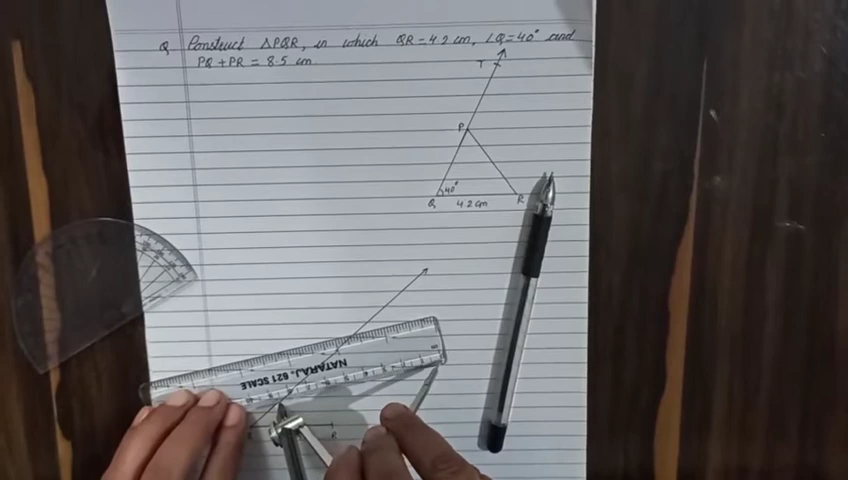 Q Construct ΔPQR, in which QR = 4.2 cm, ∠Q = 40° and
PQ + PR = 8.5 cm
T
P
40°
Q 4.2 cm R
NATARAJ. 621 SCALE
R